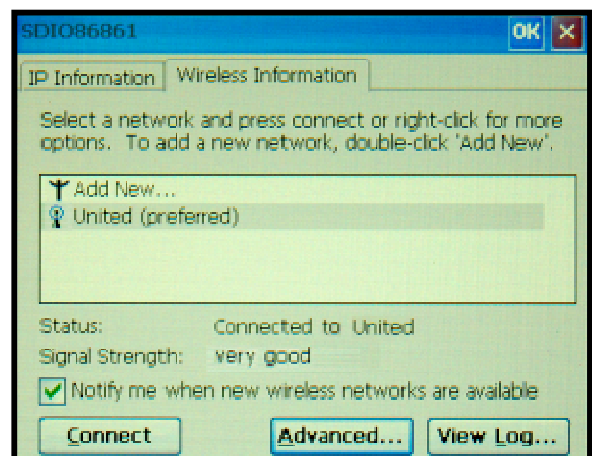 SDIO86861
OK
IP Information
Wireless Information
Select a network and press connect or right-click for more
options. To add a new network, double-click 'Add New'.
Add New...
United (preferred)
Status: Connected to United
Signal Strength: very good
Notify me when new wireless networks are available
Connect
Advanced...
View Log...